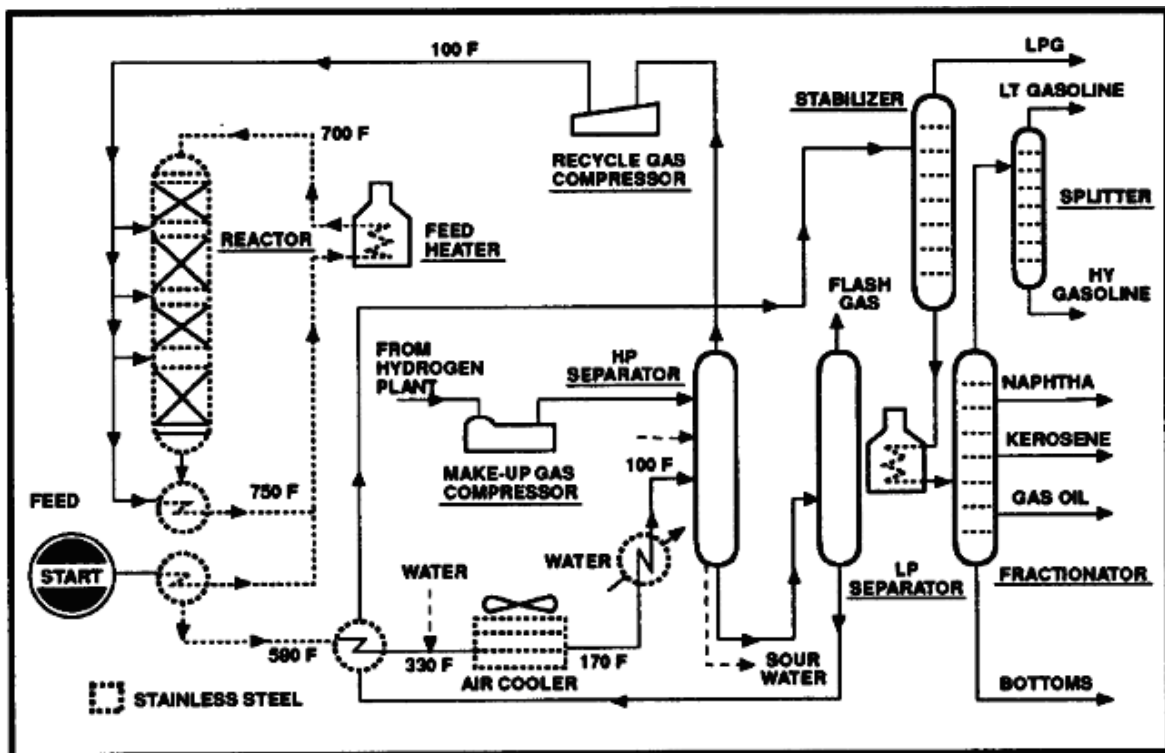 100 F
LPG
LT GASOLINE
STABILIZER
700 F
RECYCLE GAS
COMPRESSOR
SPLITTER
REACTOR
FEED
HEATER
HY
GASOLINE
FLASH
GAS
FROM
HYDROGEN
PLANT
HP
SEPARATOR
NAPHTHA
KEROSENE
100 F
MAKE-UP GAS
COMPRESSOR
750 F
FEED
GAS OIL
START
WATER
WATER
LP
SEPARATOR
FRACTIONATOR
580 F
330 F
170 F
SOUR
WATER
AIR COOLER
BOTTOMS
STAINLESS STEEL